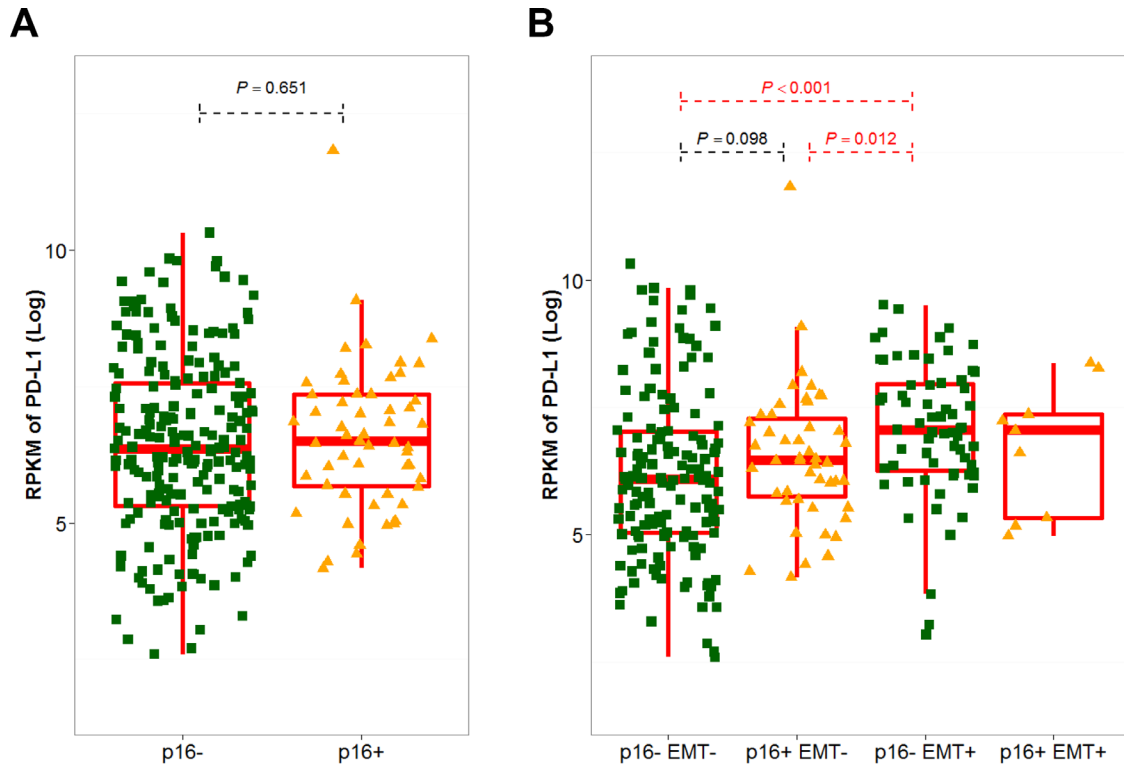 A
B
P = 0.651
P < 0.001
P = 0.098
P = 0.012
RPKM of PD-L1 (Log)
10
5
RPKM of PD-L1 (Log)
10
5
p16- p16+
p16- EMT- p16+ EMT- p16- EMT+ p16+ EMT+